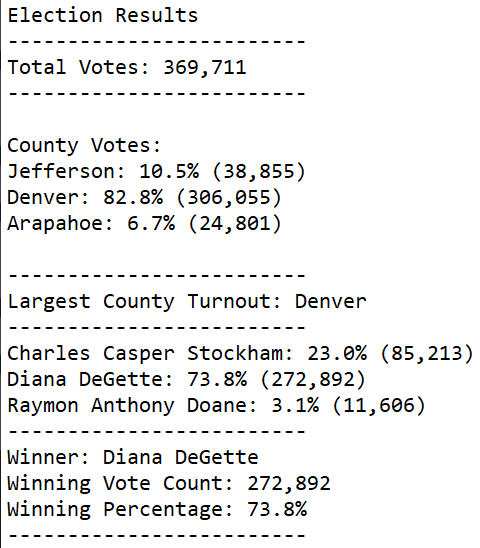 Election Results
-------------------------
Total Votes: 369,711
-------------------------
County Votes:
Jefferson: 10.5% (38,855)
Denver: 82.8% (306,055)
Arapahoe: 6.7% (24,801)
-------------------------
Largest County Turnout: Denver
-------------------------
Charles Casper Stockham: 23.0% (85,213)
Diana DeGette: 73.8% (272,892)
Raymon Anthony Doane: 3.1% (11,606)
-------------------------
Winner: Diana DeGette
Winning Vote Count: 272,892
Winning Percentage: 73.8%
-------------------------